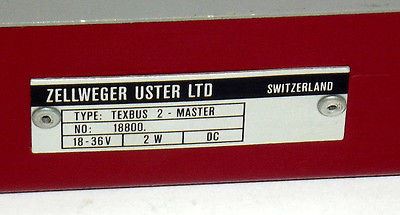 ZELLWEGER USTER LTD SWITZERLAND
TYPE: TEXBUS 2 - MASTER
NO: 18800.
18-36V 2 W DC